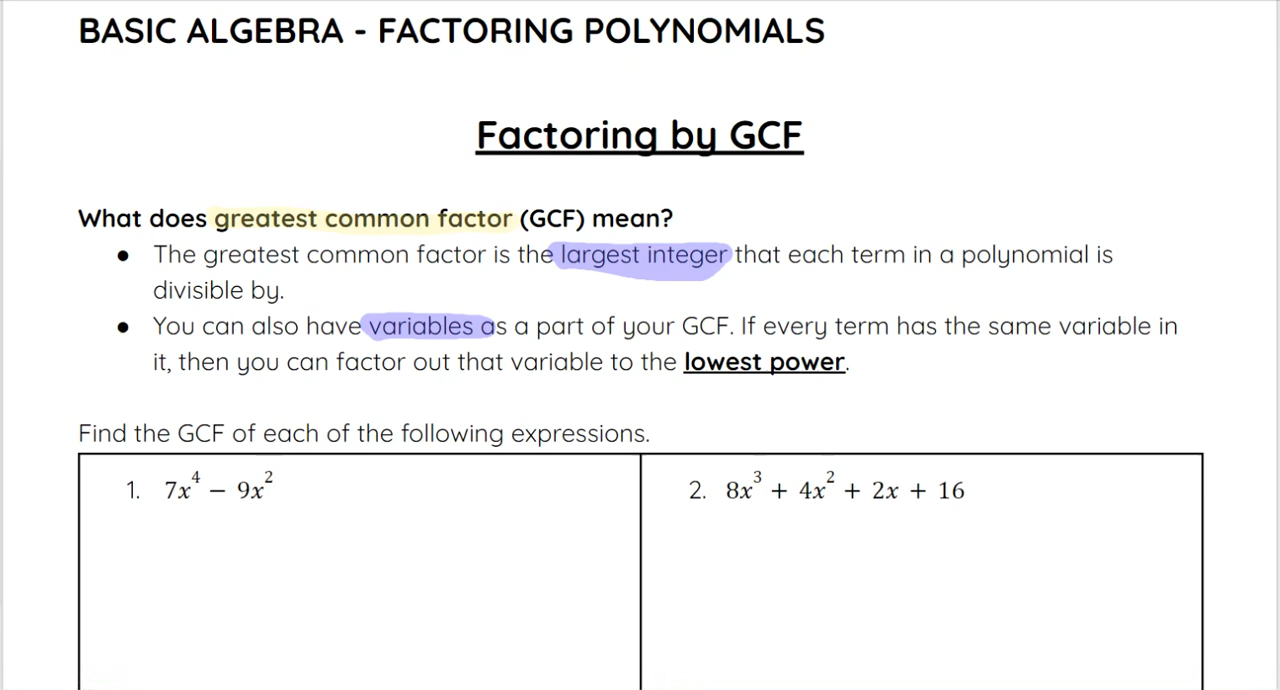 BASIC ALGEBRA - FACTORING POLYNOMIALS
Factoring by GCF
What does greatest common factor (GCF) mean?
● The greatest common factor is the largest integer that each term in a polynomial is
divisible by.
● You can also have variables as a part of your GCF. If every term has the same variable in
it, then you can factor out that variable to the lowest power.
Find the GCF of each of the following expressions.
1. 7x⁴ − 9x²
2. 8x³ + 4x² + 2x + 16